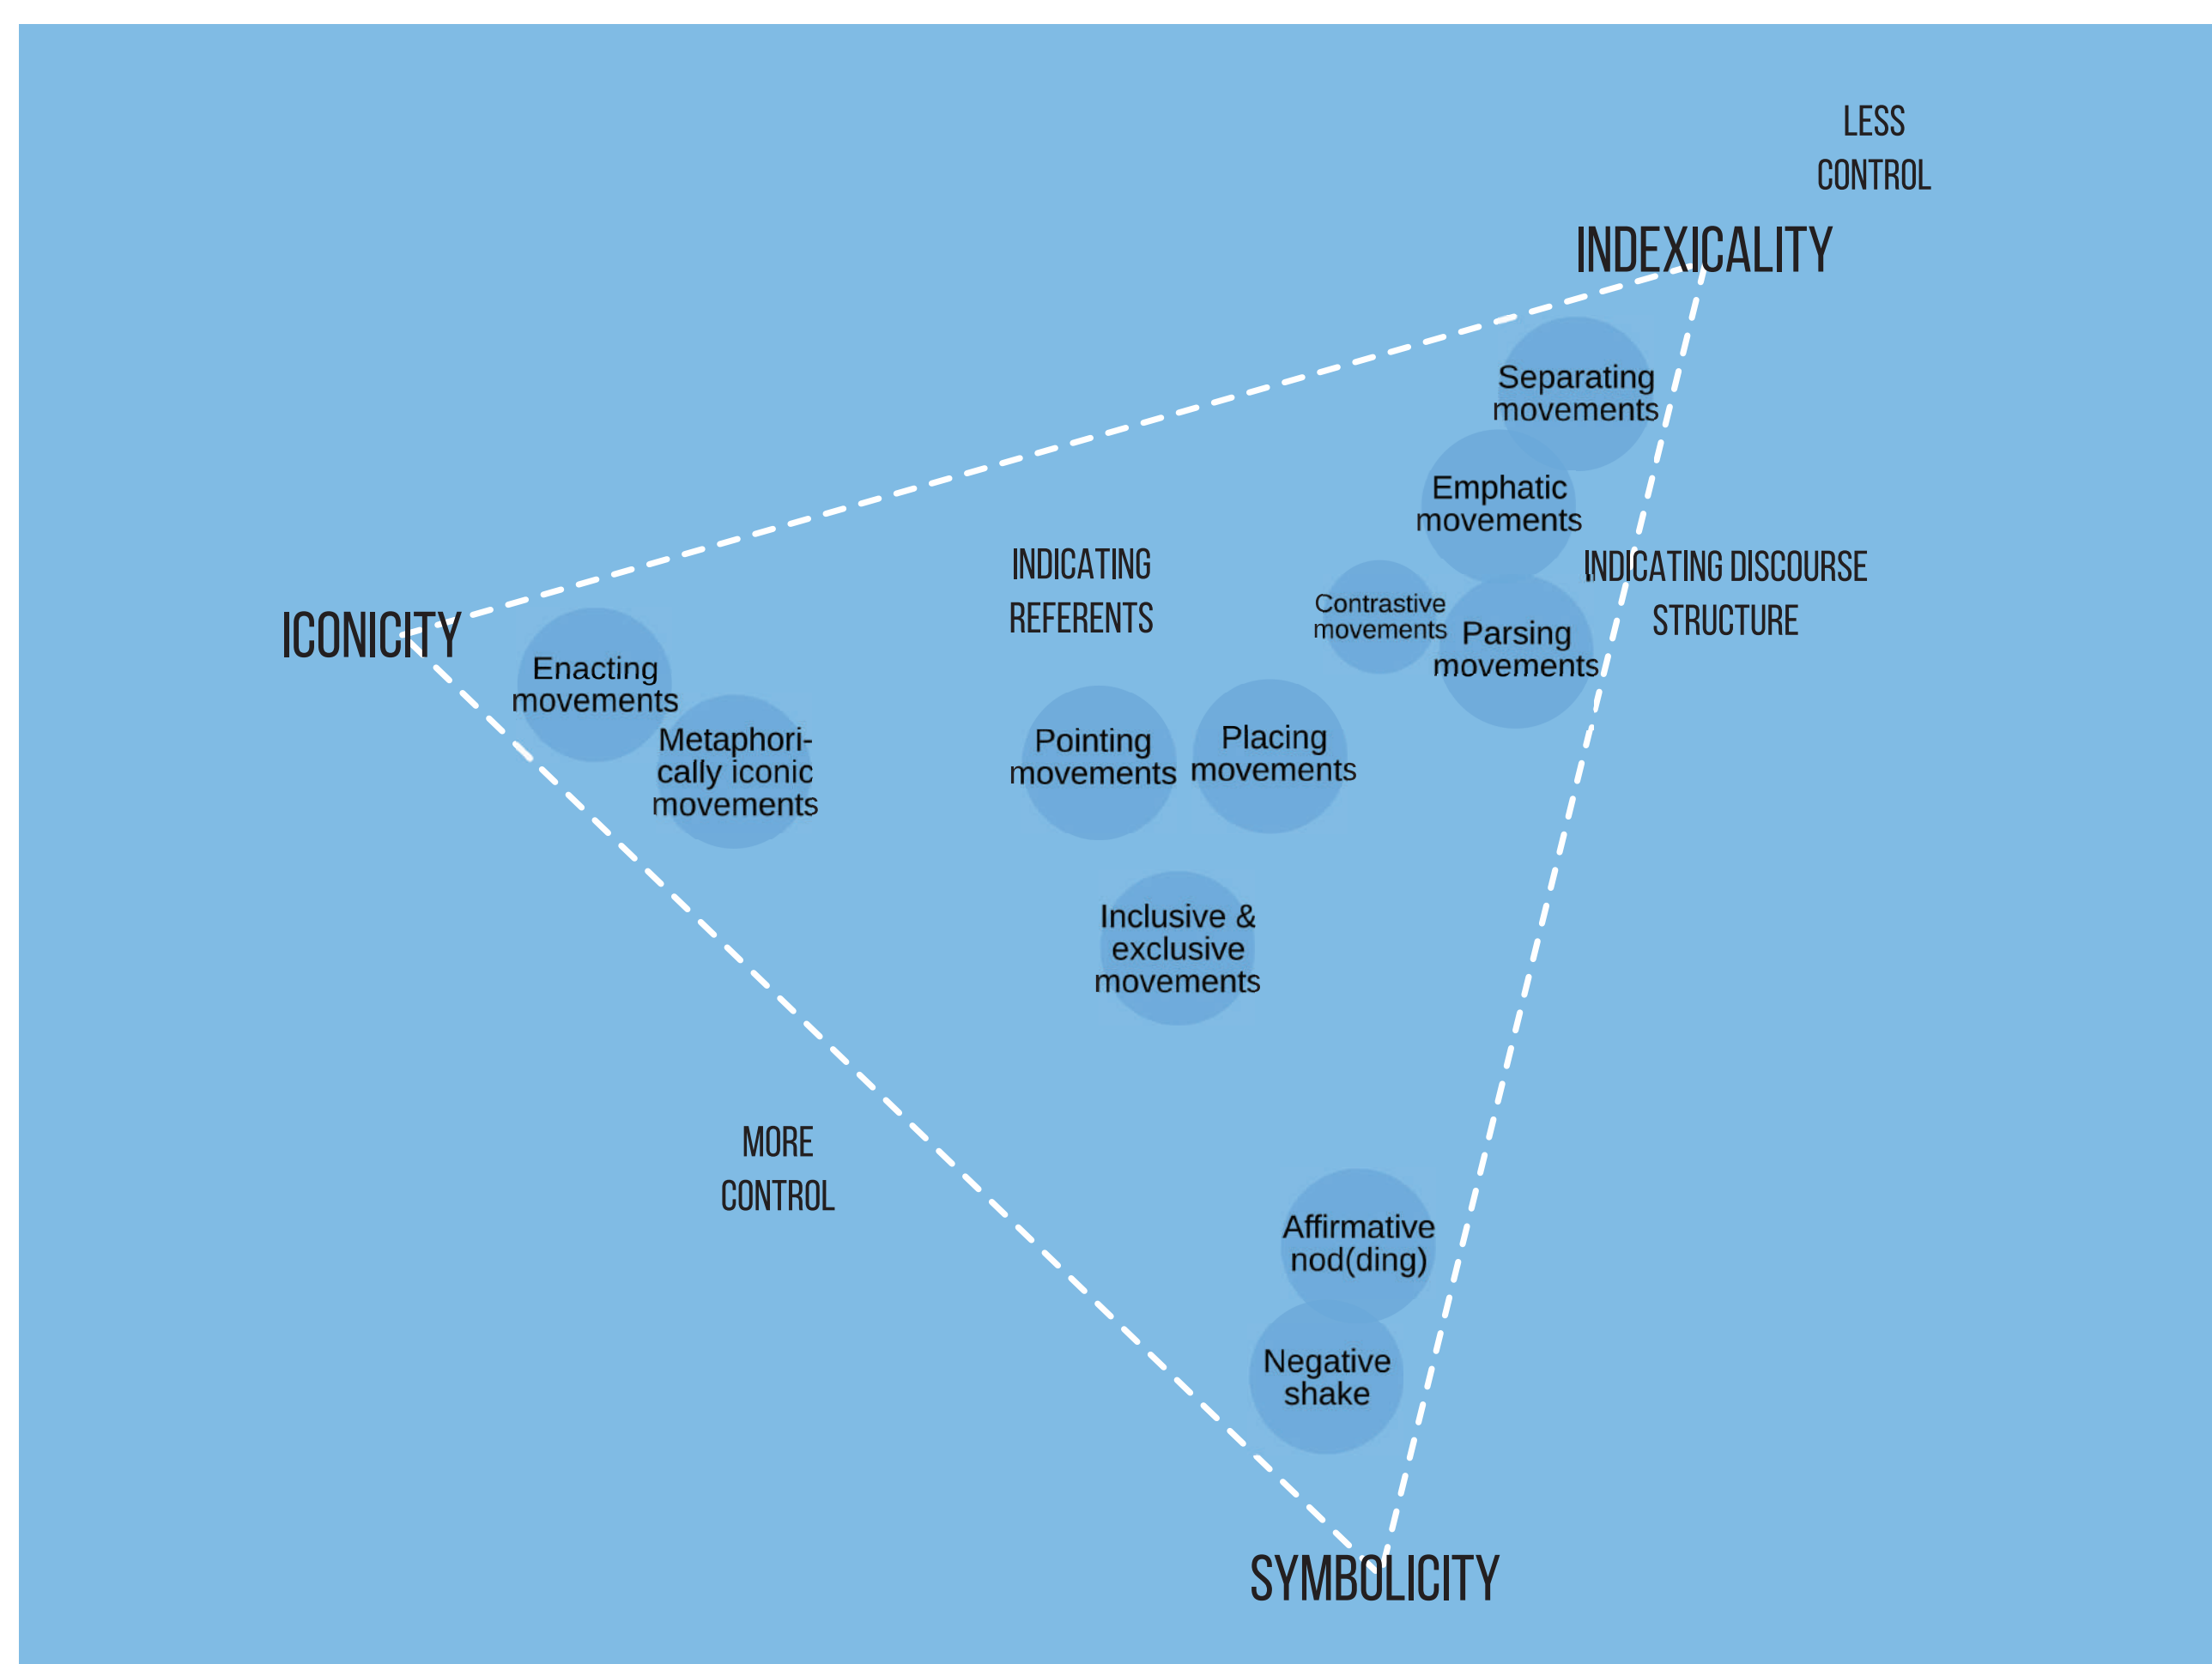 LESS
CONTROL
INDEXICALITY
Separating
movements
Emphatic
movements
INDICATING
REFERENTS
INDICATING DISCOURSE
STRUCTURE
Contrastive
movements
Parsing
movements
ICONICITY
Enacting
movements
Metaphori-
cally iconic
movements
Pointing
movements
Placing
movements
Inclusive &
exclusive
movements
MORE
CONTROL
Affirmative
nod(ding)
Negative
shake
SYMBOLICITY